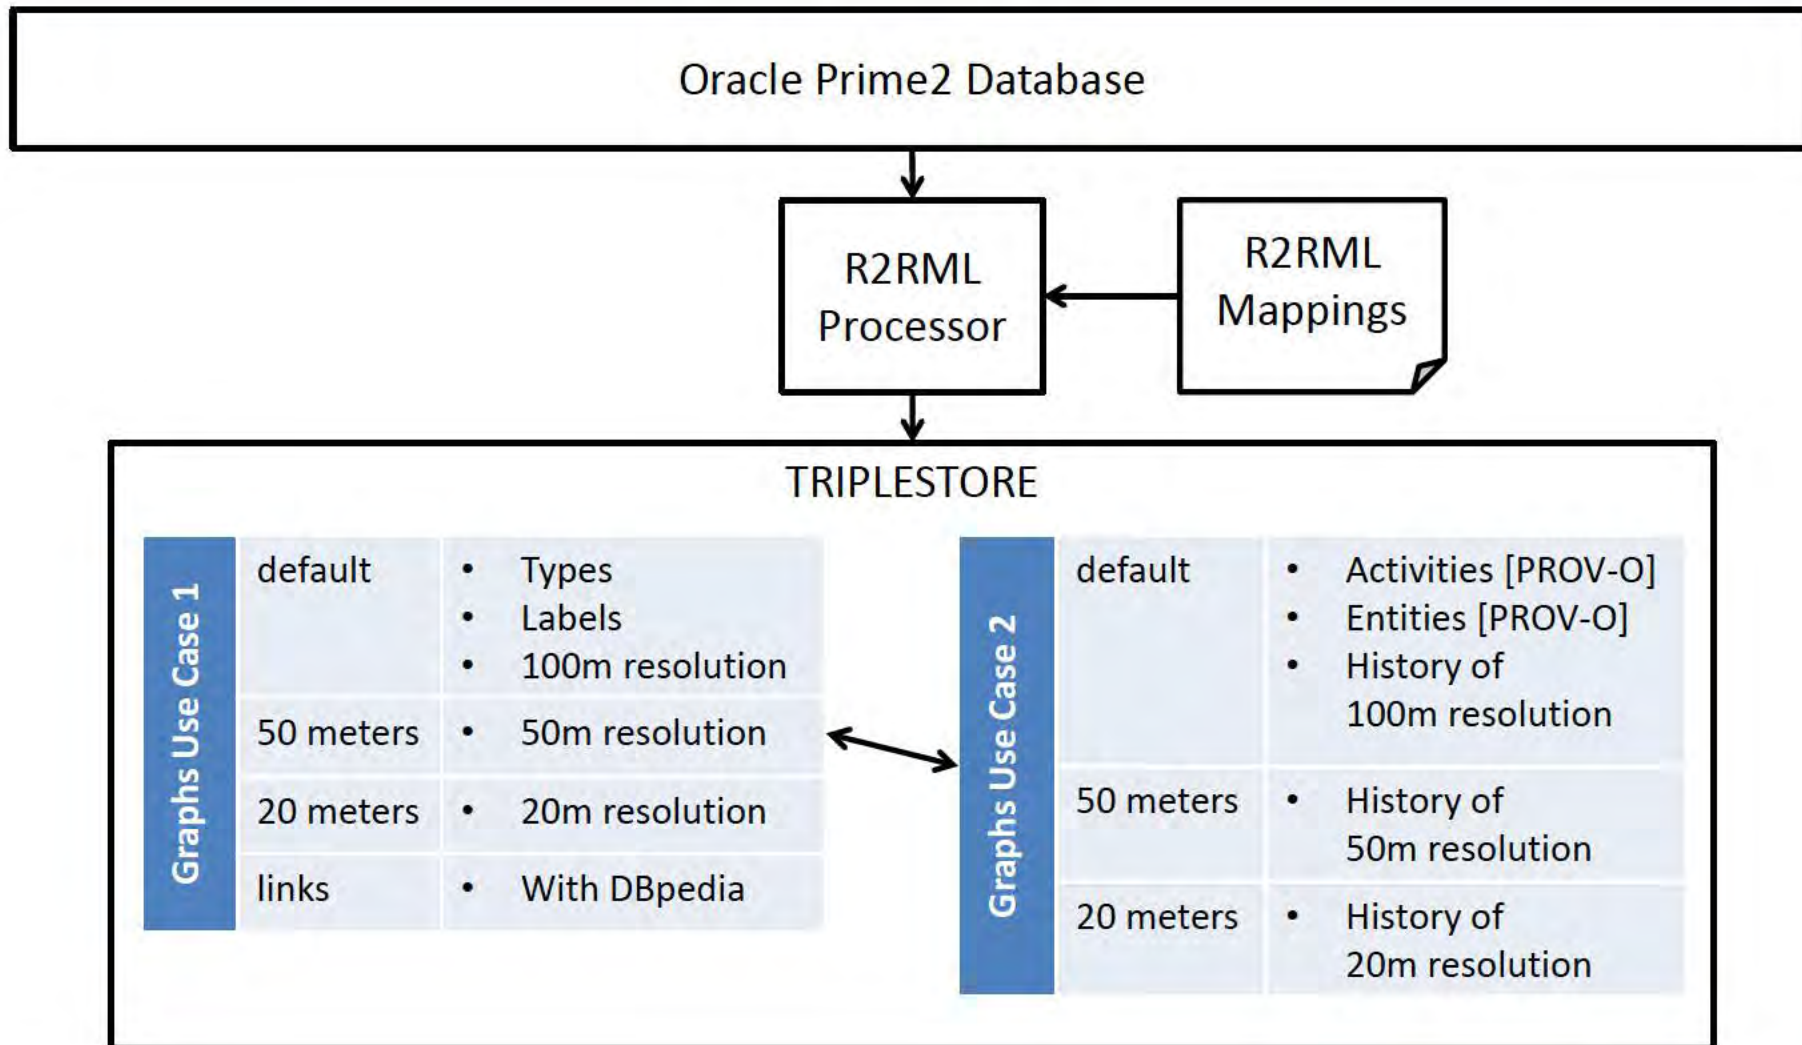 Oracle Prime2 Database
R2RML
Processor
R2RML
Mappings
TRIPLESTORE
Graphs Use Case 1
default
• Types
• Labels
• 100m resolution
50 meters • 50m resolution
20 meters • 20m resolution
links • With DBpedia
Graphs Use Case 2
default
• Activities [PROV-O]
• Entities [PROV-O]
• History of
100m resolution
50 meters • History of
50m resolution
20 meters • History of
20m resolution